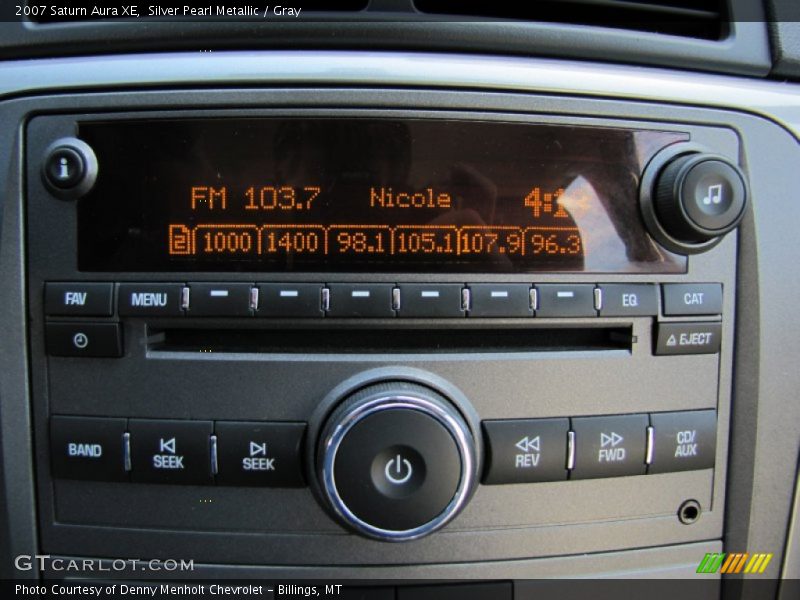 2007 Saturn Aura XE, Silver Pearl Metallic / Gray
i
FM 103.7 Nicole
2 1000 1400 98.1 105.1 107.9 96.3
FAV MENU EQ CAT
EJECT
BAND SEEK SEEK REV FWD CD/
AUX
GTCARLOT.COM
Photo Courtesy of Denny Menholt Chevrolet - Billings, MT